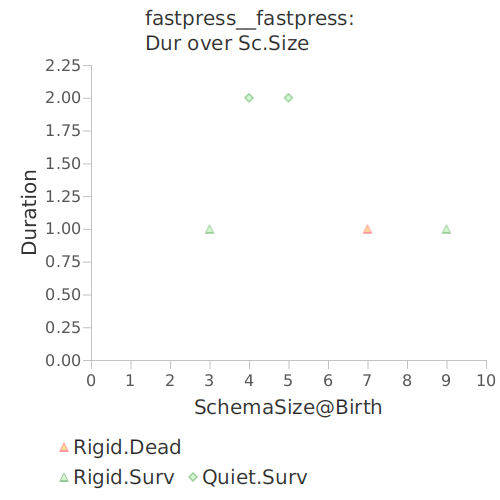 fastpress__fastpress:
Dur over Sc.Size
2.25
2.00
1.75
1.50
1.25
1.00
0.75
0.50
0.25
0.00
Duration
0 1 2 3 4 5 6 7 8 9 10
SchemaSize@Birth
Rigid.Dead
Rigid.Surv Quiet.Surv